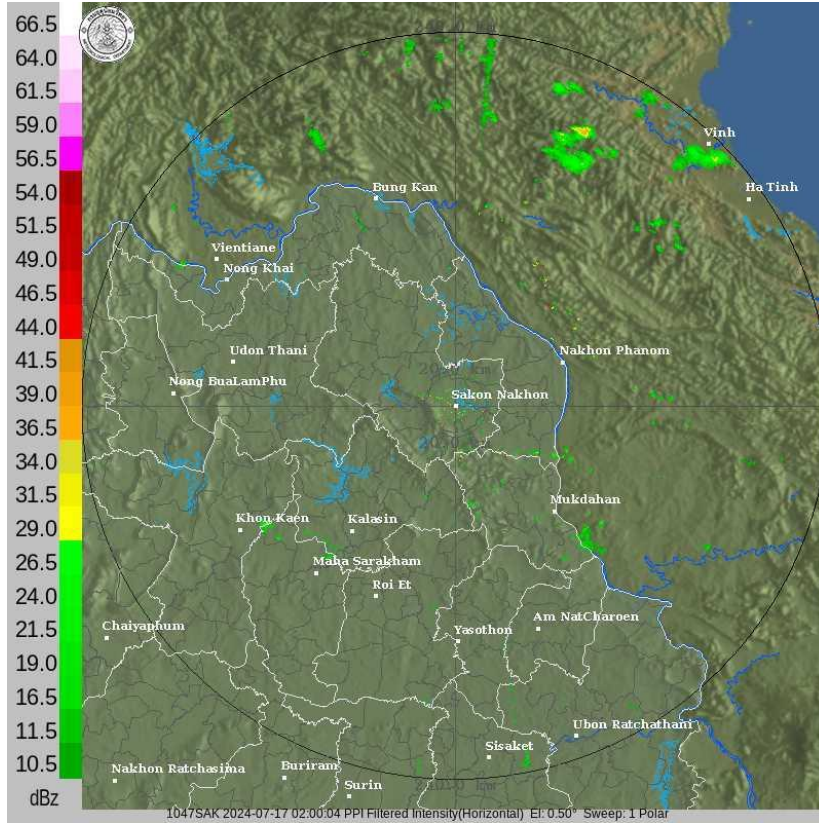 66.5
64.0
61.5
59.0
56.5
54.0
51.5
49.0
46.5
44.0
41.5
39.0
36.5
34.0
31.5
29.0
26.5
24.0
21.5
19.0
16.5
11.5
10.5
dBz
Vinh
Ha Tinh
Bung Kan
Vientiane
Nong Khai
Udon Thani
Nakhon Phanom
Nong BuaLamPhu
Sakon Nakhon
Mukdahan
Khon Kaen
Kalasin
Maha Sarakham
Roi Et
Am NatCharoen
Chaiyaphum
Yasothon
Ubon Ratchathani
Sisaket
Nakhon Ratchasima
Buriram
Surin
1047SAK 2024-07-17 02:00:04 PPI Filtered Intensity(Horizontal) El: 0.50° Sweep: 1 Polar